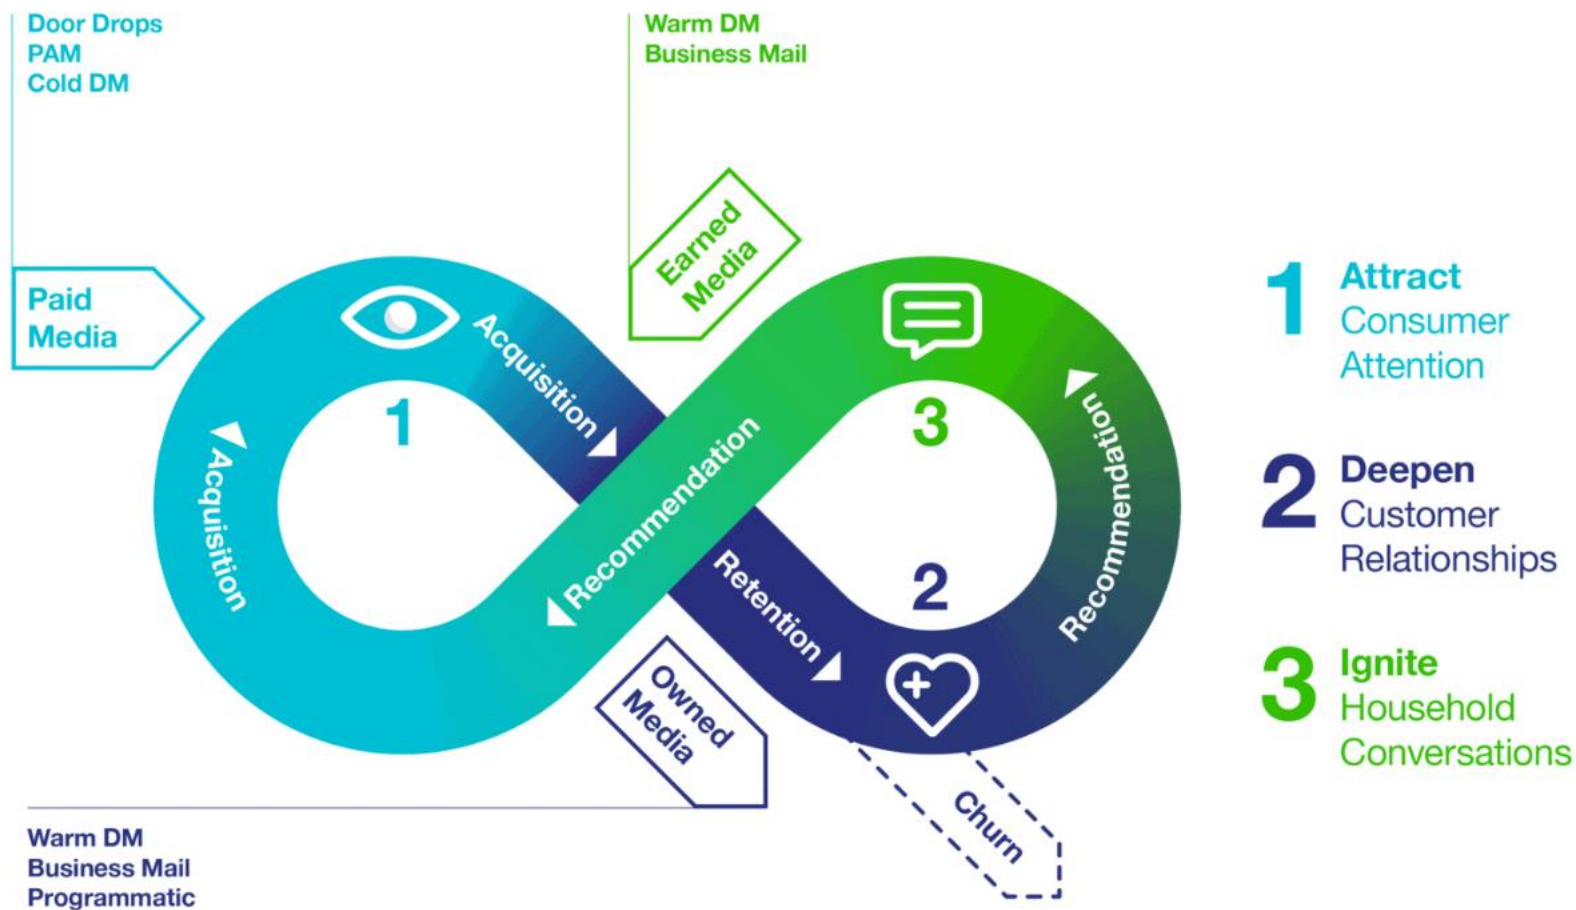 Door Drops
PAM
Cold DM
Warm DM
Business Mail
Paid
Media
Earned
Media
Acquisition
Acquisition
1
3
Recommendation
Recommendation
Retention
2
Owned
Media
Churn
Warm DM
Business Mail
Programmatic
1 Attract
Consumer
Attention
2 Deepen
Customer
Relationships
3 Ignite
Household
Conversations